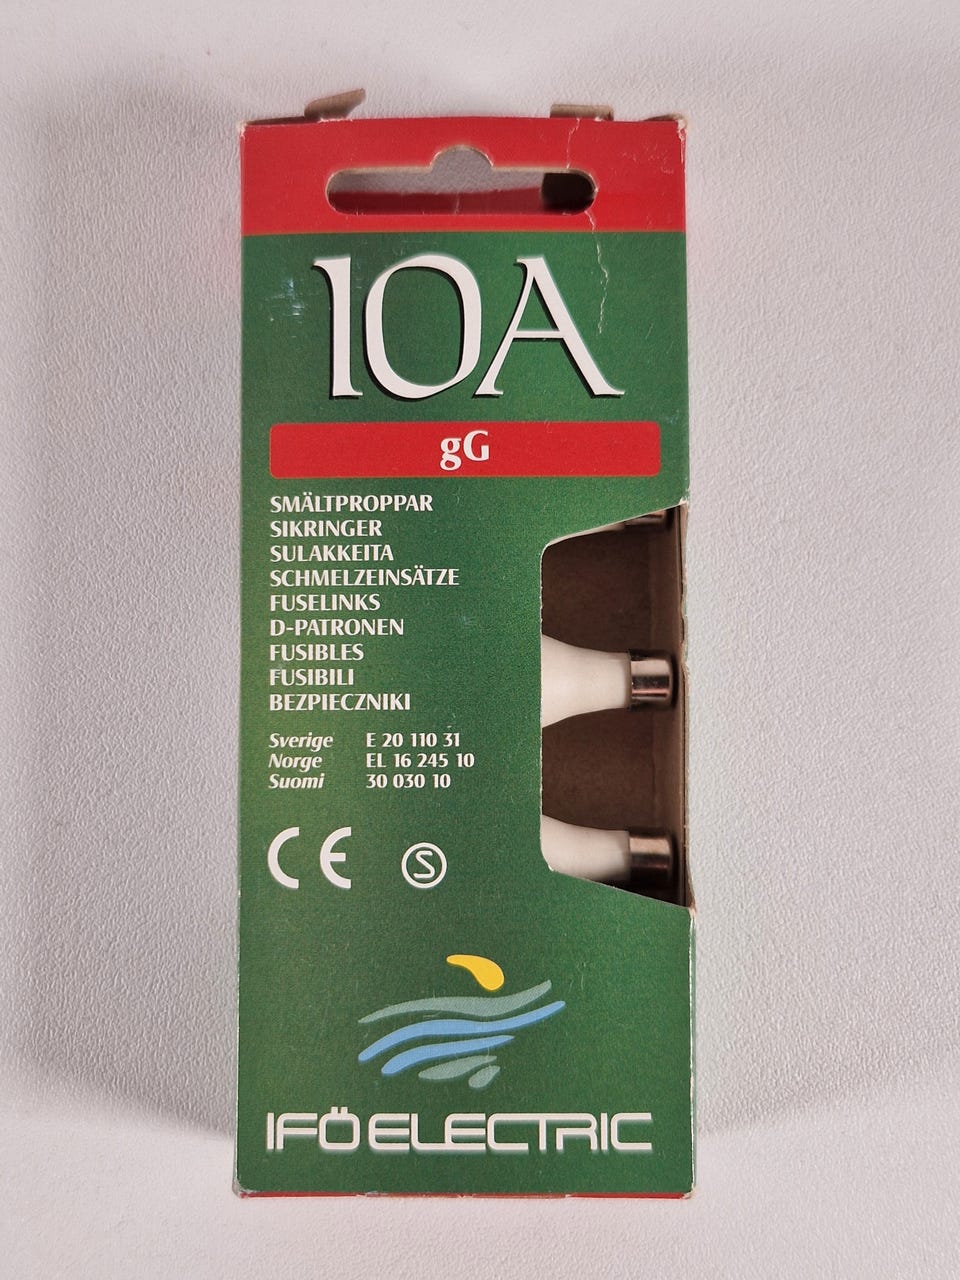 10A
gG
SMÄLTPROPPAR
SIKRINGER
SULAKKEITA
SCHMELZEINSÄTZE
FUSELINKS
D-PATRONEN
FUSIBLES
FUSIBILI
BEZPIECZNIKI
Sverige E 20 110 31
Norge EL 16 245 10
Suomi 30 030 10
CE S
IFÖ ELECTRIC